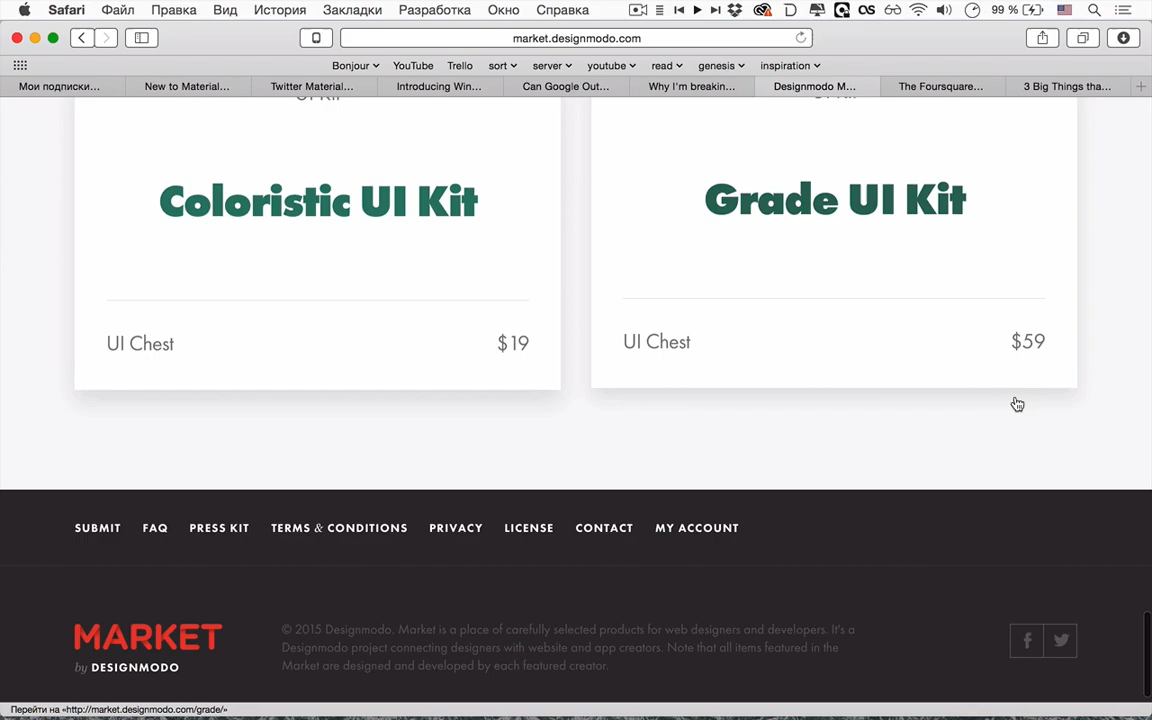 Safari Файл Правка Вид История Закладки Разработка Окно Справка 99 %
market.designmodo.com
Bonjour YouTube Trello sort server youtube read genesis inspiration
Мои подписки... New to Material... Twitter Material... Introducing Win... Can Google Out... Why I'm breakin... Designmodo M... The Foursquare... 3 Big Things tha...
UI Kit UI Kit
Coloristic UI Kit Grade UI Kit
UI Chest $19 UI Chest $59
SUBMIT FAQ PRESS KIT TERMS & CONDITIONS PRIVACY LICENSE CONTACT MY ACCOUNT
MARKET
by DESIGNMODO
© 2015 Designmodo. Market is a place of carefully selected products for web designers and developers. It's a
Designmodo project connecting designers with website and app creators. Note that all items featured in the
Market are designed and developed by each featured creator.
Перейти на «http://market.designmodo.com/grade/»